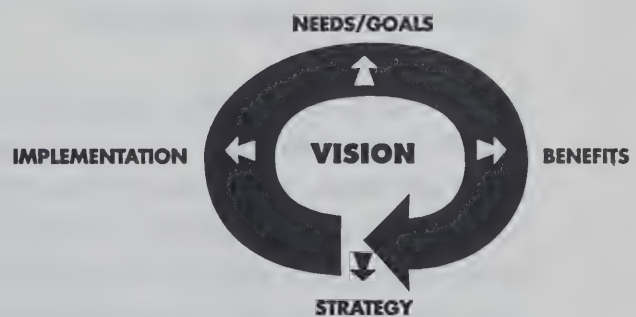 NEEDS/GOALS
IMPLEMENTATION
VISION
BENEFITS
STRATEGY